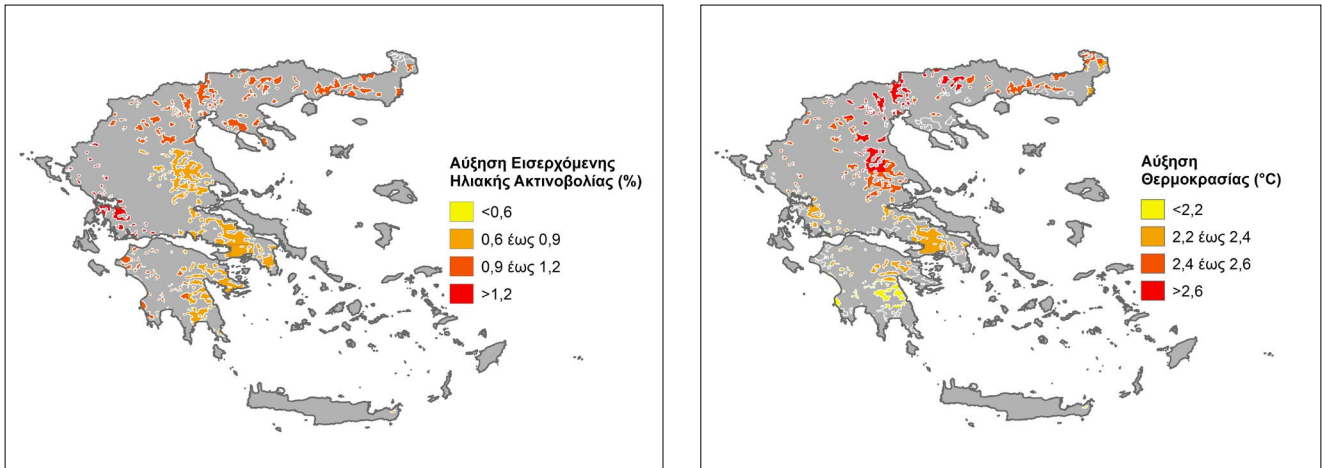 Αύξηση Εισερχόμενης
Ηλιακής Ακτινοβολίας (%)
<0,6
0,6 έως 0,9
0,9 έως 1,2
>1,2
Αύξηση
Θερμοκρασίας (°C)
<2,2
2,2 έως 2,4
2,4 έως 2,6
>2,6